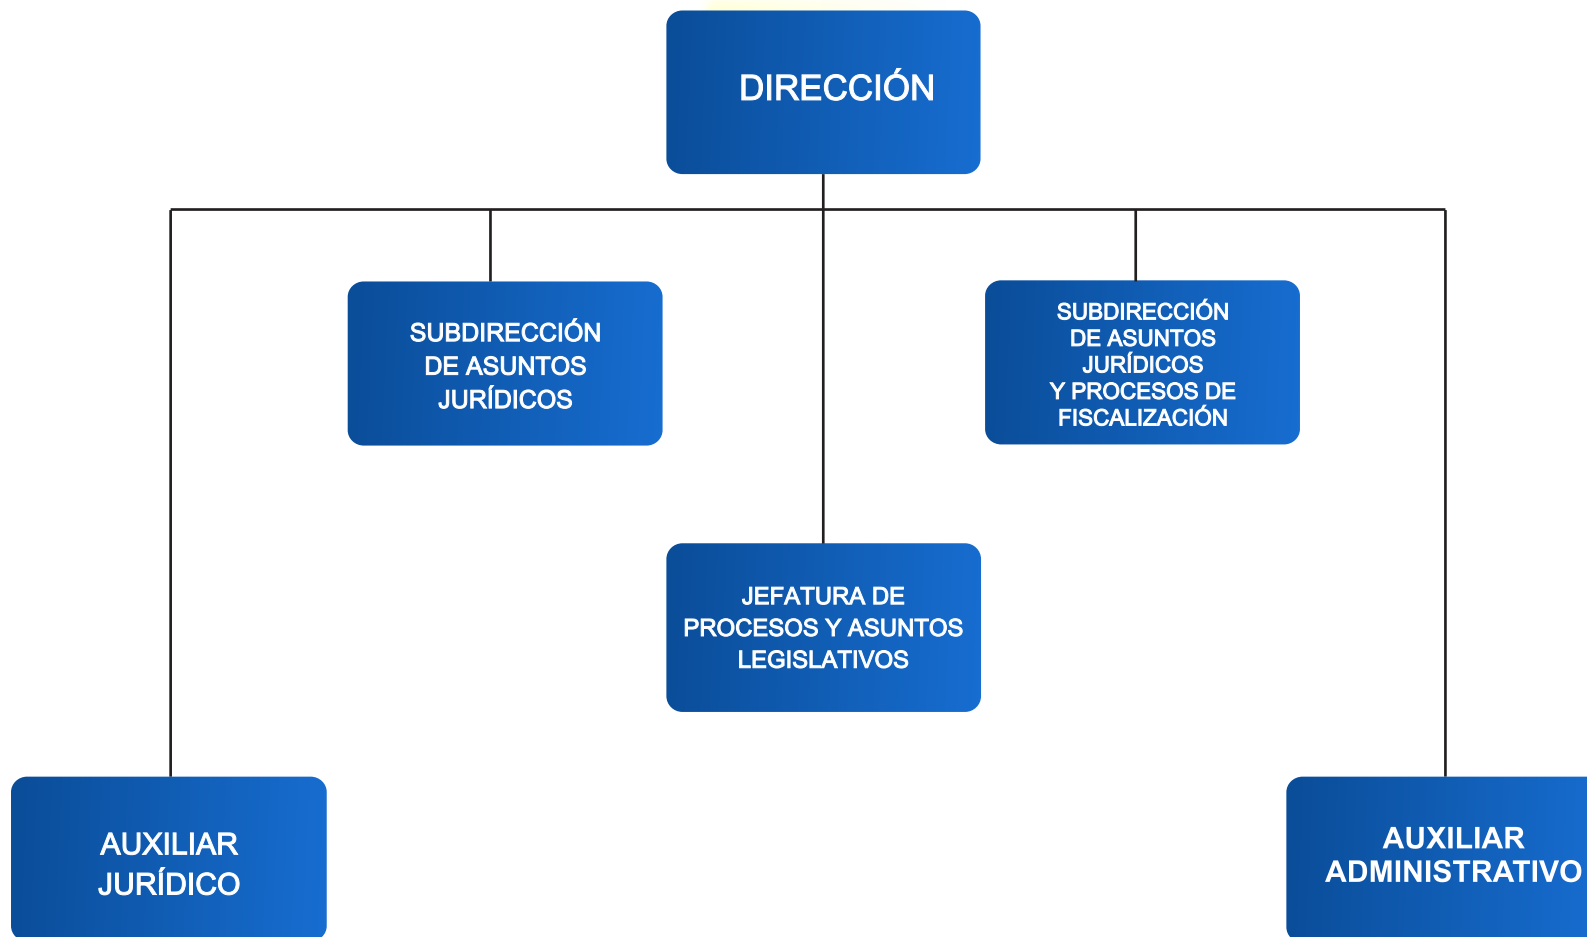 DIRECCIÓN
SUBDIRECCIÓN
DE ASUNTOS
JURÍDICOS
SUBDIRECCIÓN
DE ASUNTOS
JURÍDICOS
Y PROCESOS DE
FISCALIZACIÓN
JEFATURA DE
PROCESOS Y ASUNTOS
LEGISLATIVOS
AUXILIAR
JURÍDICO
AUXILIAR
ADMINISTRATIVO